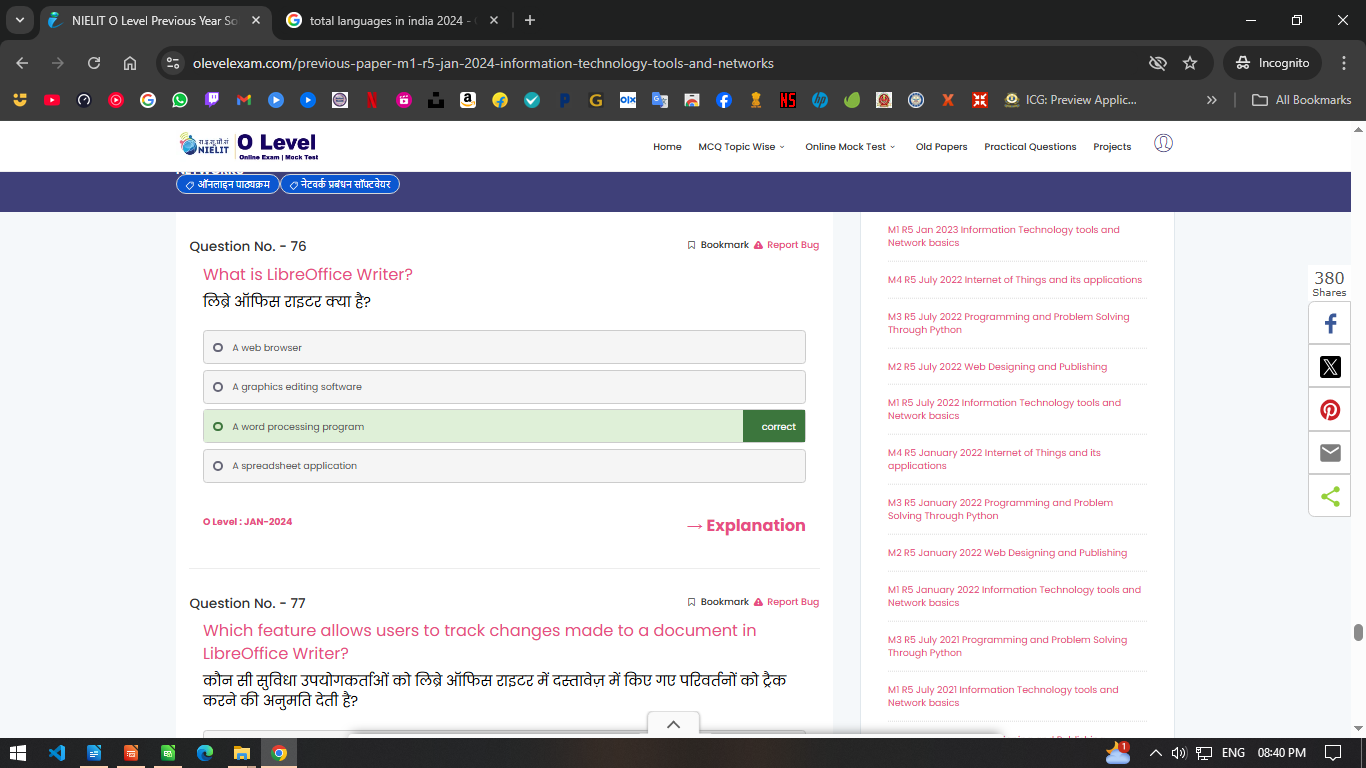 NIELIT O Level Previous Year So
total languages in india 2024 -
olevelexam.com/previous-paper-m1-r5-jan-2024-information-technology-tools-and-networks
Incognito
ICG: Preview Applic...
All Bookmarks
रा.इ.सू.प्रौ.सं
NIELIT
O Level
Online Exam | Mock Test
Home
MCQ Topic Wise
Online Mock Test
Old Papers
Practical Questions
Projects
ऑनलाइन पाठ्यक्रम
नेटवर्क प्रबंधन सॉफ्टवेयर
Question No. - 76
Bookmark
Report Bug
What is LibreOffice Writer?
लिब्रे ऑफिस राइटर क्या है?
A web browser
A graphics editing software
A word processing program
correct
A spreadsheet application
O Level : JAN-2024
→ Explanation
Question No. - 77
Bookmark
Report Bug
Which feature allows users to track changes made to a document in
LibreOffice Writer?
कौन सी सुविधा उपयोगकर्ताओं को लिब्रे ऑफिस राइटर में दस्तावेज़ में किए गए परिवर्तनों को ट्रैक
करने की अनुमति देती है?
M1 R5 Jan 2023 Information Technology tools and
Network basics
M4 R5 July 2022 Internet of Things and its applications
M3 R5 July 2022 Programming and Problem Solving
Through Python
M2 R5 July 2022 Web Designing and Publishing
M1 R5 July 2022 Information Technology tools and
Network basics
M4 R5 January 2022 Internet of Things and its
applications
M3 R5 January 2022 Programming and Problem
Solving Through Python
M2 R5 January 2022 Web Designing and Publishing
M1 R5 January 2022 Information Technology tools and
Network basics
M3 R5 July 2021 Programming and Problem Solving
Through Python
M1 R5 July 2021 Information Technology tools and
Network basics
380
Shares
1
ENG
08:40 PM